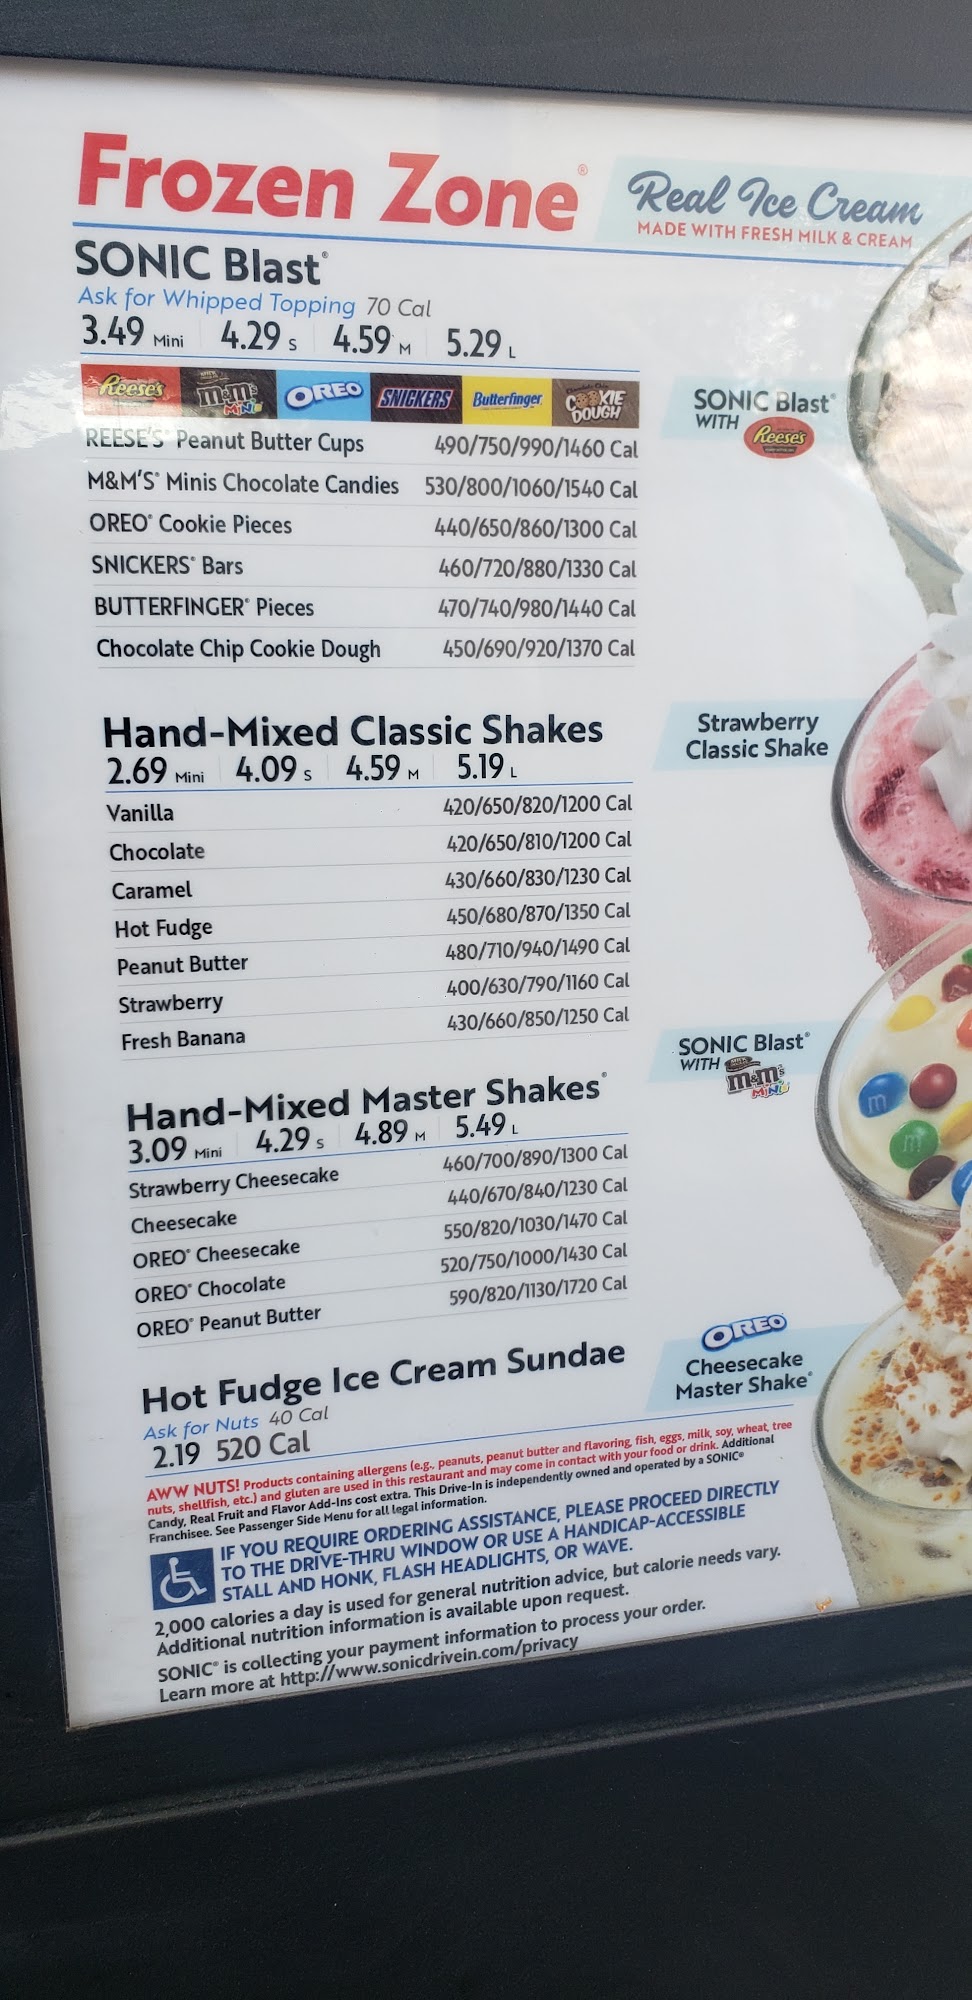 Frozen Zone®
Real Ice Cream
MADE WITH FRESH MILK & CREAM
SONIC Blast®
Ask for Whipped Topping 70 Cal
3.49 Mini 4.29 S 4.59 M 5.29 L
Reese's M&M's MINIS OREO SNICKERS Butterfinger Chocolate Chip COOKIE DOUGH
REESE'S® Peanut Butter Cups 490/750/990/1460 Cal
M&M'S® Minis Chocolate Candies 530/800/1060/1540 Cal
OREO® Cookie Pieces 440/650/860/1300 Cal
SNICKERS® Bars 460/720/880/1330 Cal
BUTTERFINGER® Pieces 470/740/980/1440 Cal
Chocolate Chip Cookie Dough 450/690/920/1370 Cal
SONIC Blast®
WITH Reese's
Hand-Mixed Classic Shakes
2.69 Mini 4.09 S 4.59 M 5.19 L
Vanilla 420/650/820/1200 Cal
Chocolate 420/650/810/1200 Cal
Caramel 430/660/830/1230 Cal
Hot Fudge 450/680/870/1350 Cal
Peanut Butter 480/710/940/1490 Cal
Strawberry 400/630/790/1160 Cal
Fresh Banana 430/660/850/1250 Cal
Strawberry
Classic Shake
SONIC Blast®
WITH M&M's
MINIS
Hand-Mixed Master Shakes®
3.09 Mini 4.29 S 4.89 M 5.49 L
Strawberry Cheesecake 460/700/890/1300 Cal
Cheesecake 440/670/840/1230 Cal
OREO® Cheesecake 550/820/1030/1470 Cal
OREO® Chocolate 520/750/1000/1430 Cal
OREO® Peanut Butter 590/820/1130/1720 Cal
OREO
Cheesecake
Master Shake®
Hot Fudge Ice Cream Sundae
Ask for Nuts 40 Cal
2.19 520 Cal
AWW NUTS! Products containing allergens (e.g., peanuts, peanut butter and flavoring, fish, eggs, milk, soy, wheat, tree
nuts, shellfish, etc.) and gluten are used in this restaurant and may come in contact with your food or drink. Additional
Candy, Real Fruit and Flavor Add-Ins cost extra. This Drive-In is independently owned and operated by a SONIC®
Franchisee. See Passenger Side Menu for all legal information.
IF YOU REQUIRE ORDERING ASSISTANCE, PLEASE PROCEED DIRECTLY
TO THE DRIVE-THRU WINDOW OR USE A HANDICAP-ACCESSIBLE
STALL AND HONK, FLASH HEADLIGHTS, OR WAVE.
2,000 calories a day is used for general nutrition advice, but calorie needs vary.
Additional nutrition information is available upon request.
SONIC® is collecting your payment information to process your order.
Learn more at http://www.sonicdrivein.com/privacy